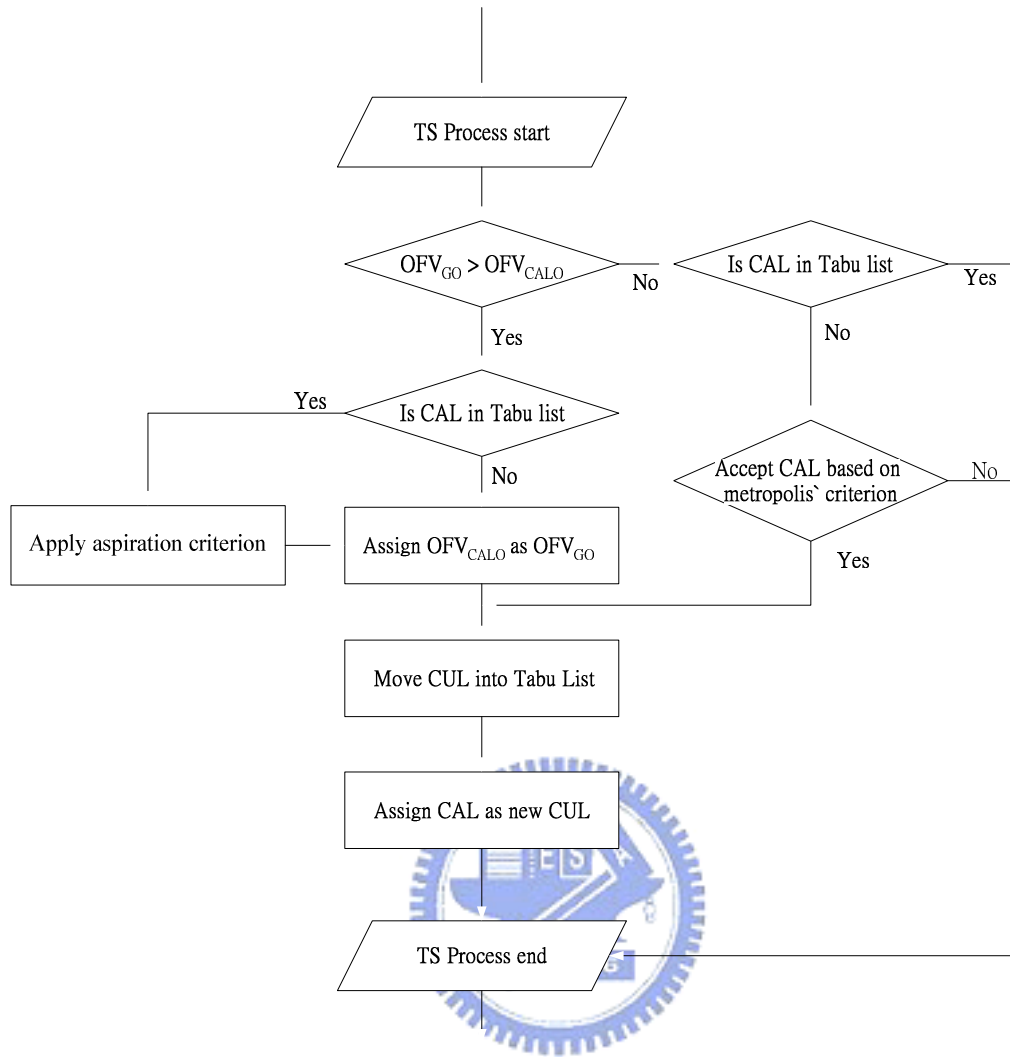 TS Process start
OFVGO > OFVCALO
No
Is CAL in Tabu list
Yes
Yes
No
Yes
Is CAL in Tabu list
No
Accept CAL based on
metropolis` criterion
No
Apply aspiration criterion
Assign OFVCALO as OFVGO
Yes
Move CUL into Tabu List
Assign CAL as new CUL
E S A
TS Process end